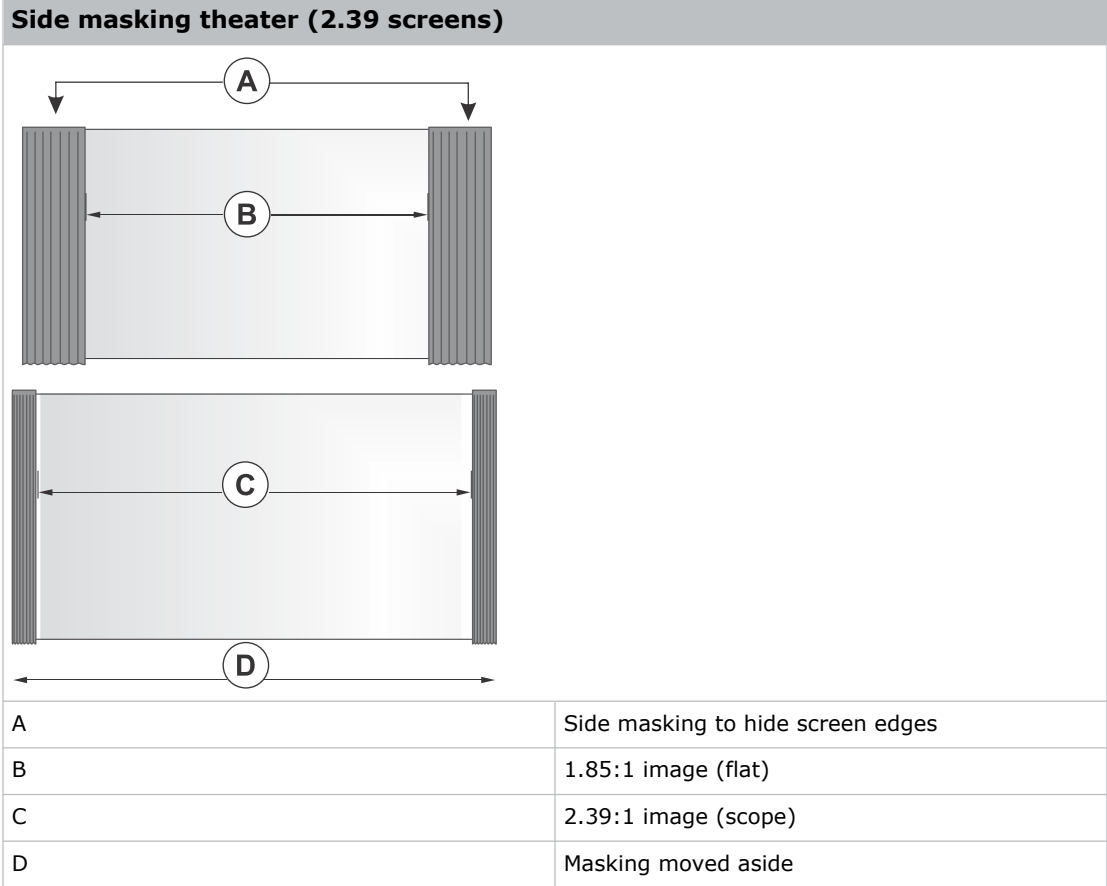 Side masking theater (2.39 screens)
A
B
C
D
A Side masking to hide screen edges
B 1.85:1 image (flat)
C 2.39:1 image (scope)
D Masking moved aside